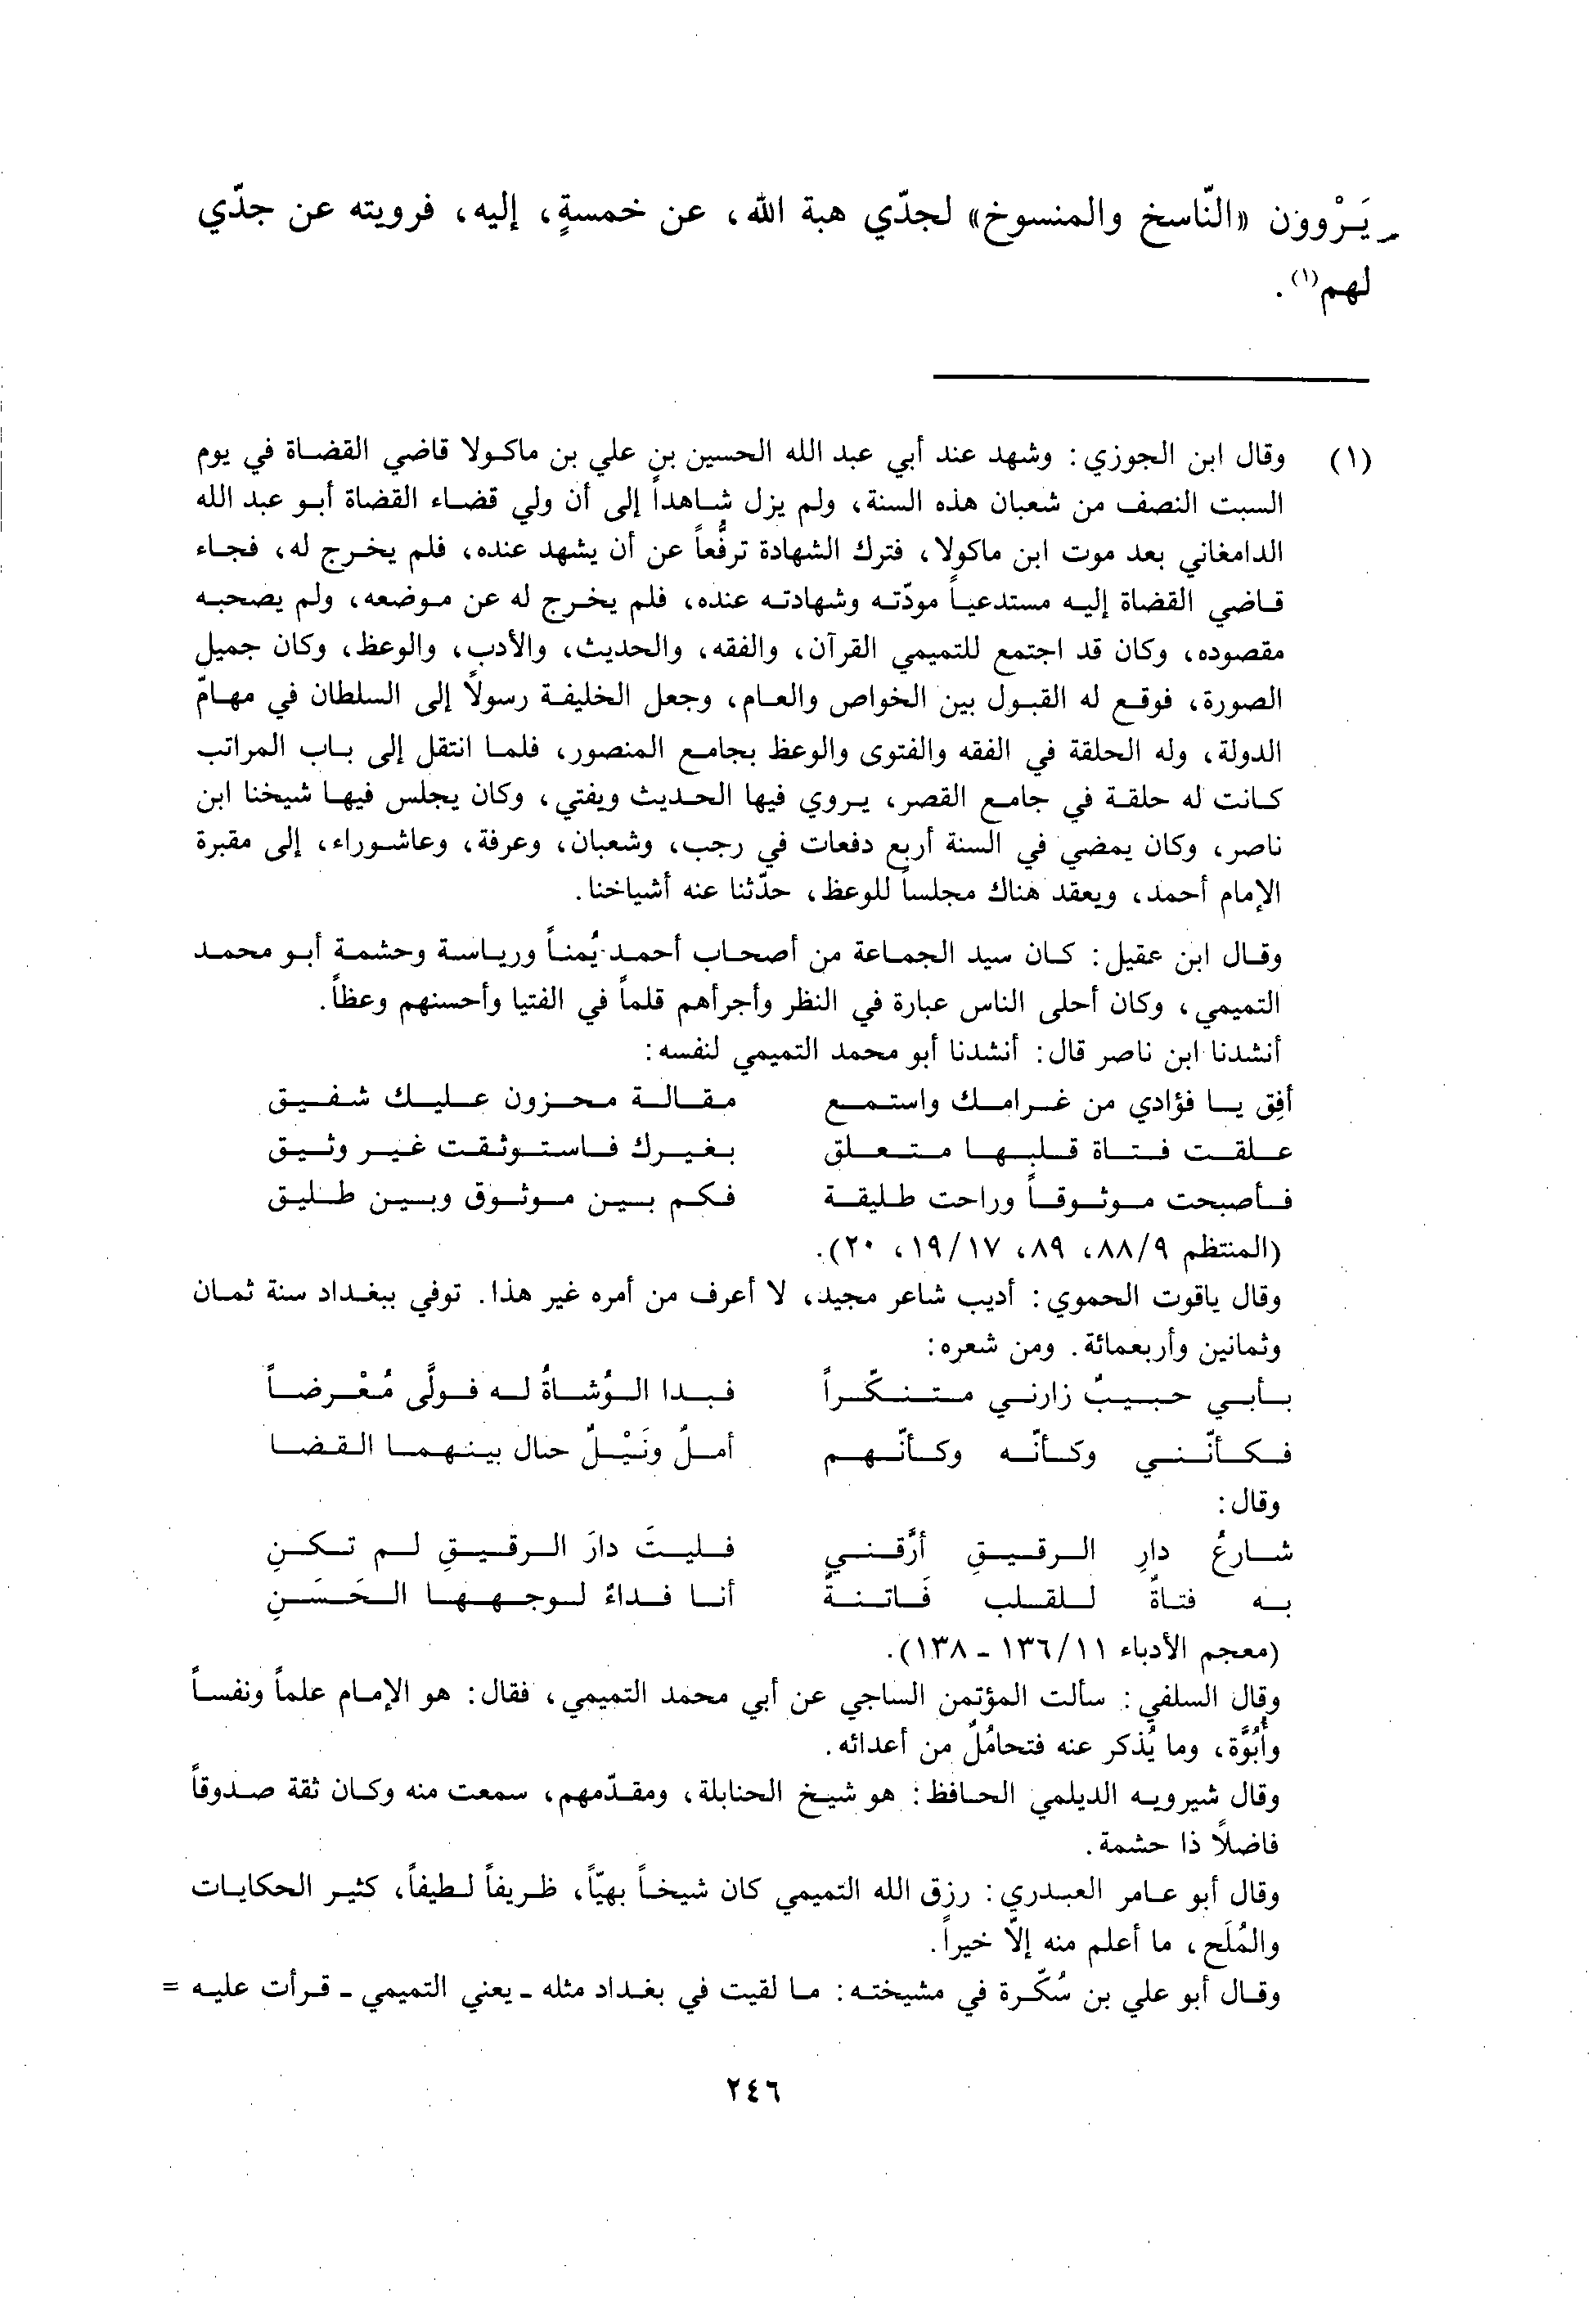 يَرْوون «النّاسخ والمنسوخ» لجدّي هبة الله، عن خمسةٍ، إليه، فرويته عن جدّي
لهم(١).
(١) وقال ابن الجوزي: وشهد عند أبي عبد الله الحسين بن علي بن ماكولا قاضي القضاة في يوم
السبت النصف من شعبان هذه السنة، ولم يزل شاهداً إلى أن ولي قضاء القضاة أبو عبد الله
الدامغاني بعد موت ابن ماكولا، فترك الشهادة ترفُّعاً عن أن يشهد عنده، فلم يخرج له، فجاء
قاضي القضاة إليه مستدعياً مودّته وشهادته عنده، فلم يخرج له عن موضعه، ولم يصحبه
مقصوده، وكان قد اجتمع للتميمي القرآن، والفقه، والحديث، والأدب، والوعظ، وكان جميل
الصورة، فوقع له القبول بين الخواص والعام، وجعل الخليفة رسولاً إلى السلطان في مهامّ
الدولة، وله الحلقة في الفقه والفتوى والوعظ بجامع المنصور، فلما انتقل إلى باب المراتب
كانت له حلقة في جامع القصر، يروي فيها الحديث ويفتي، وكان يجلس فيها شيخنا ابن
ناصر، وكان يمضي في السنة أربع دفعات في رجب، وشعبان، وعرفة، وعاشوراء، إلى مقبرة
الإمام أحمد، ويعقد هناك مجلساً للوعظ، حدّثنا عنه أشياخنا.
وقال ابن عقيل: كان سيد الجماعة من أصحاب أحمد يُمناً ورياسة وحشمة أبو محمد
التميمي، وكان أحلى الناس عبارة في النظر وأجرأهم قلماً في الفتيا وأحسنهم وعظاً.
أنشدنا ابن ناصر قال: أنشدنا أبو محمد التميمي لنفسه:
أفِق يا فؤادي من غرامك واستمع مقالة محزون عليك شفيق
علقت فتاة قلبها متعلق بغيرك فاستوثقت غير وثيق
فأصبحت موثوقاً وراحت طليقة فكم بين موثوق وبين طليق
(المنتظم ٨٨/٩، ٨٩، ١٩/١٧، ٢٠).
وقال ياقوت الحموي: أديب شاعر مجيد، لا أعرف من أمره غير هذا. توفي ببغداد سنة ثمان
وثمانين وأربعمائة. ومن شعره:
بأبي حبيبٌ زارني متنكّراً فبدا الوُشاةُ له فولَّى مُعْرضاً
فكأنّني وكأنّه وكأنّهم أملٌ ونَيْلٌ حال بينهما القضا
وقال:
شارعُ دارِ الرقيقِ أرَّقني فليتَ دارَ الرقيقِ لم تكنِ
به فتاةٌ للقلب فَاتنةٌ أنا فداءٌ لوجهها الحَسَنِ
(معجم الأدباء ١٣٦/١١ - ١٣٨).
وقال السلفي: سألت المؤتمن الساجي عن أبي محمد التميمي، فقال: هو الإمام علماً ونفساً
وأُبُوَّة، وما يُذكر عنه فتحامُلٌ من أعدائه.
وقال شيرويه الديلمي الحافظ: هو شيخ الحنابلة، ومقدّمهم، سمعت منه وكان ثقة صدوقاً
فاضلاً ذا حشمة.
وقال أبو عامر العبدري: رزق الله التميمي كان شيخاً بهيّاً، ظريفاً لطيفاً، كثير الحكايات
والمُلَح، ما أعلم منه إلّا خيراً.
وقال أبو علي بن سُكّرة في مشيخته: ما لقيت في بغداد مثله - يعني التميمي - قرأت عليه =
٢٤٦